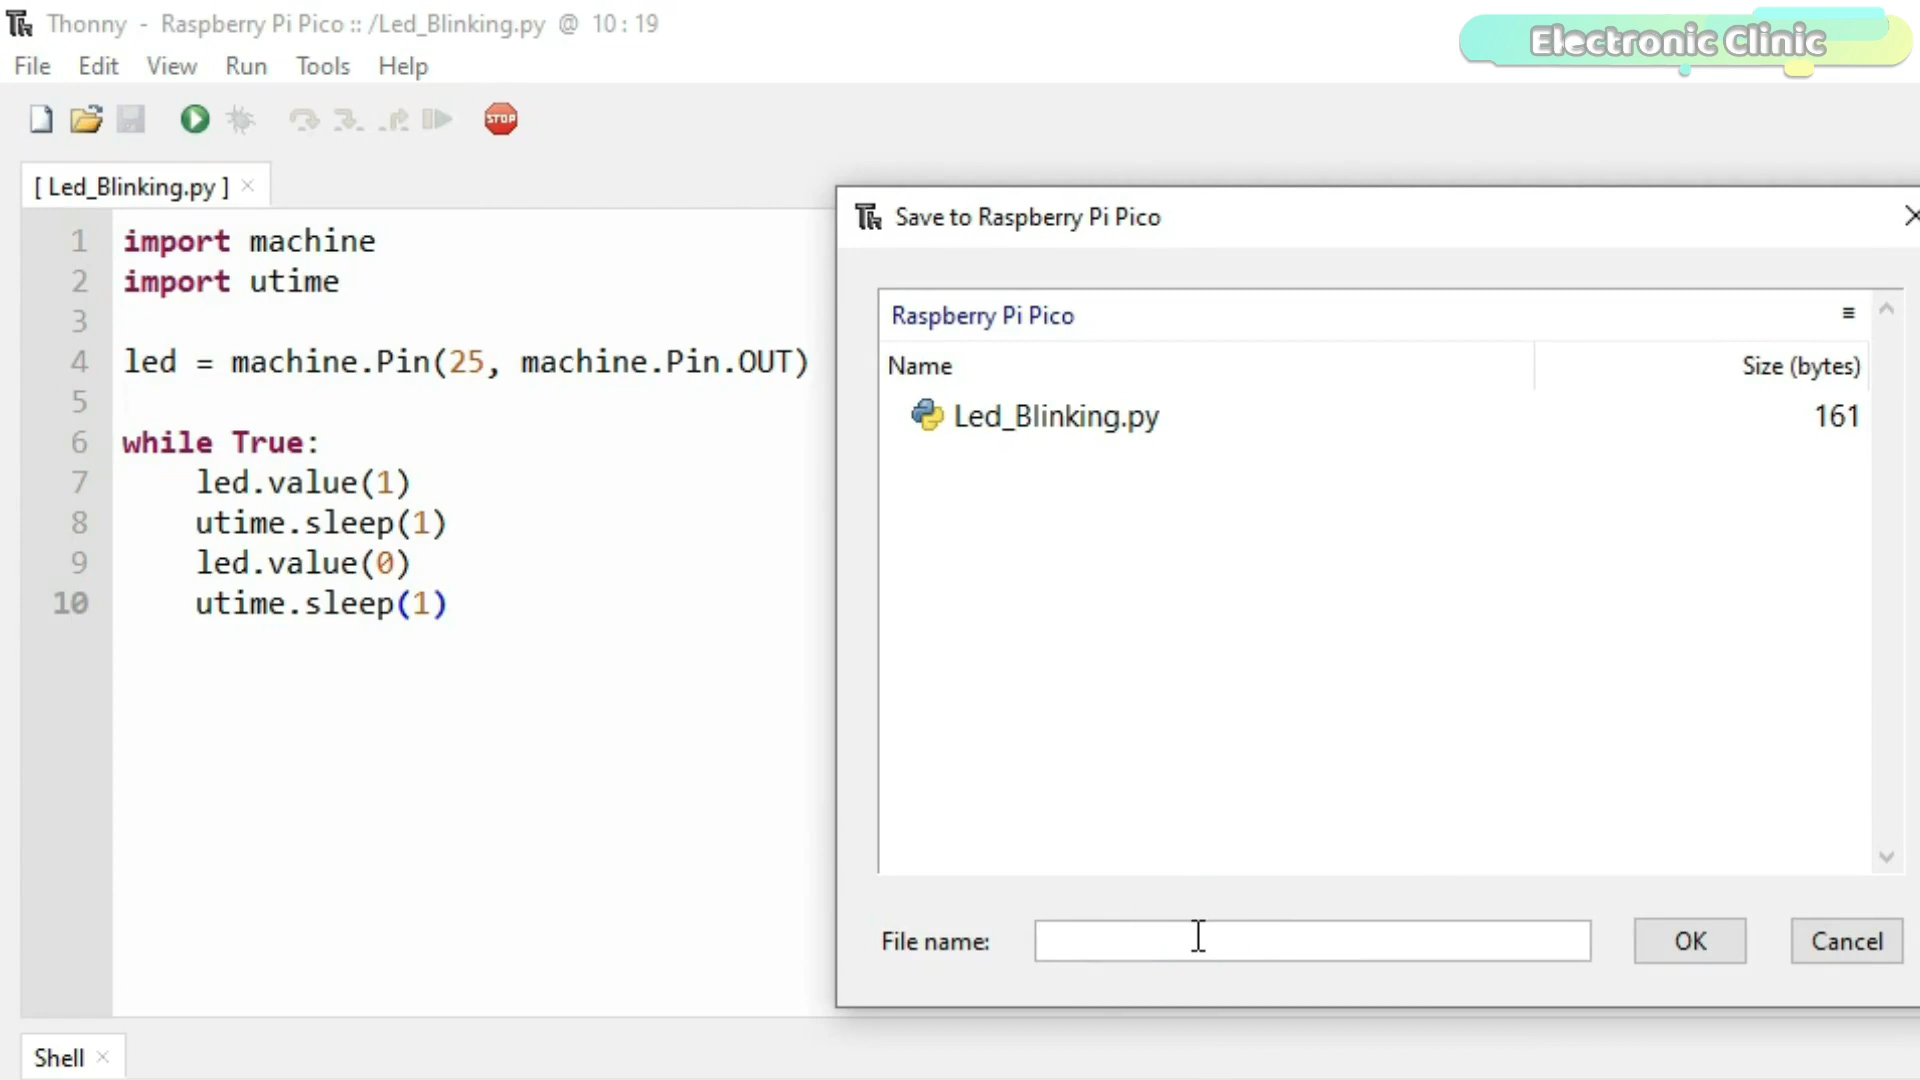 Thonny - Raspberry Pi Pico :: /Led_Blinking.py @ 10 : 19
Electronic Clinic
File Edit View Run Tools Help
STOP
[ Led_Blinking.py ] ×
1 import machine
2 import utime
3
4 led = machine.Pin(25, machine.Pin.OUT)
5
6 while True:
7     led.value(1)
8     utime.sleep(1)
9     led.value(0)
10     utime.sleep(1)
Save to Raspberry Pi Pico
Raspberry Pi Pico
Name Size (bytes)
Led_Blinking.py 161
File name: OK Cancel
Shell ×